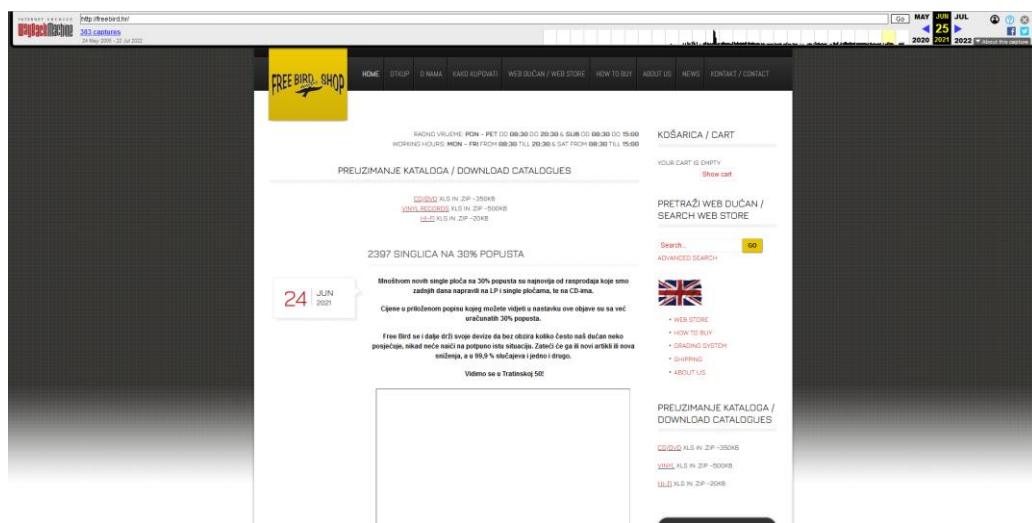 INTERNET ARCHIVE
WayBackMachine
http://freebird.hr/
Go
383 captures
24 May 2005 - 22 Jul 2022
MAY JUN JUL
25
2020 2021 2022
About this capture
FREE BIRD SHOP
HOME OTKUP O NAMA KAKO KUPOVATI WEB DUĆAN / WEB STORE HOW TO BUY ABOUT US NEWS KONTAKT / CONTACT
RADNO VRIJEME: PON - PET OD 08:30 DO 20:30 & SUB OD 08:30 DO 15:00
WORKING HOURS: MON - FRI FROM 08:30 TILL 20:30 & SAT FROM 08:30 TILL 15:00
PREUZIMANJE KATALOGA / DOWNLOAD CATALOGUES
CD/DVD XLS IN .ZIP ~350KB
VINYL RECORDS XLS IN .ZIP ~500KB
HI-FI XLS IN .ZIP ~20KB
2397 SINGLICA NA 30% POPUSTA
24 JUN
2021
Mnoštvom novih single ploča na 30% popusta su najnovija od rasprodaja koje smo
zadnjih dana napravili na LP i single pločama, te na CD-ima.
Cijene u priloženom popisu kojeg možete vidjeti u nastavku ove objave su sa već
uračunatih 30% popusta.
Free Bird se i dalje drži svoje devize da bez obzira koliko često naš dućan neko
posjećuje, nikad neće naići na potpuno istu situaciju. Zateći će ga ili novi artikli ili nova
sniženja, a u 99,9 % slučajeva i jedno i drugo.
Vidimo se u Tratinskoj 50!
KOŠARICA / CART
YOUR CART IS EMPTY
Show cart
PRETRAŽI WEB DUĆAN /
SEARCH WEB STORE
Search...
GO
ADVANCED SEARCH
WEB STORE
HOW TO BUY
GRADING SYSTEM
SHIPPING
ABOUT US
PREUZIMANJE KATALOGA /
DOWNLOAD CATALOGUES
CD/DVD XLS IN .ZIP ~350KB
VINYL XLS IN .ZIP ~500KB
HI-FI XLS IN .ZIP ~20KB